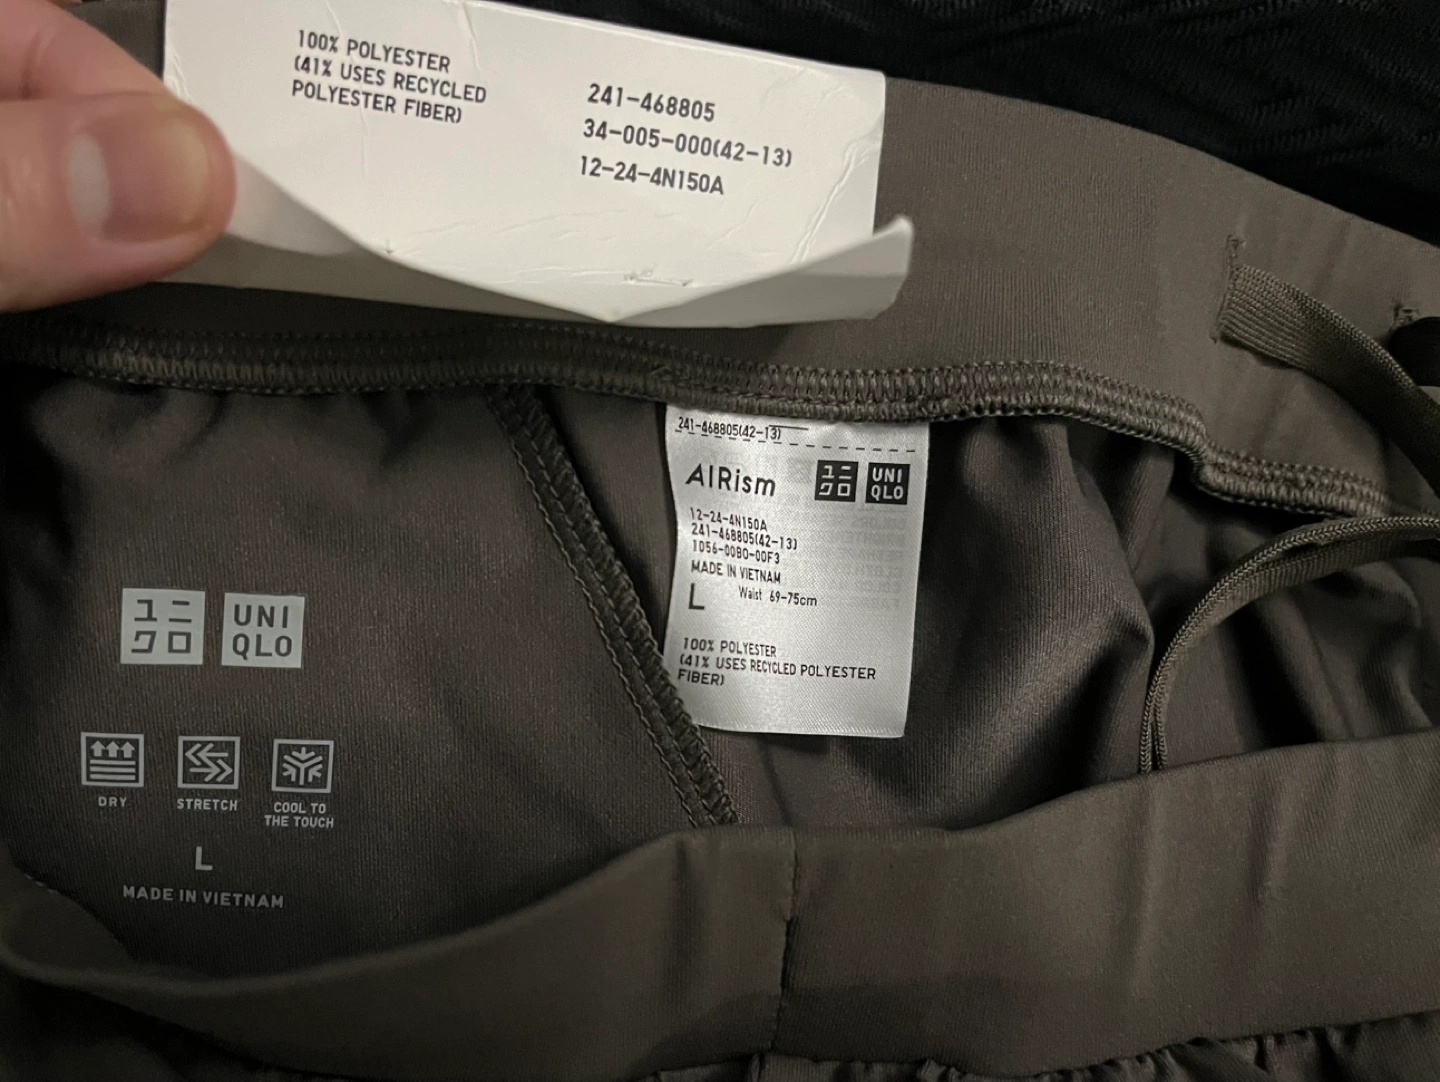 100% POLYESTER
(41% USES RECYCLED
POLYESTER FIBER)
241-468805
34-005-000(42-13)
12-24-4N150A
241-468805(42-13)
AIRism
ユニ
クロ
UNI
QLO
12-24-4N150A
241-468805(42-13)
1D56-00B0-00F3
MADE IN VIETNAM
L Waist 69-75cm
100% POLYESTER
(41% USES RECYCLED POLYESTER
FIBER)
ユニ
クロ
UNI
QLO
DRY
STRETCH
COOL TO
THE TOUCH
L
MADE IN VIETNAM